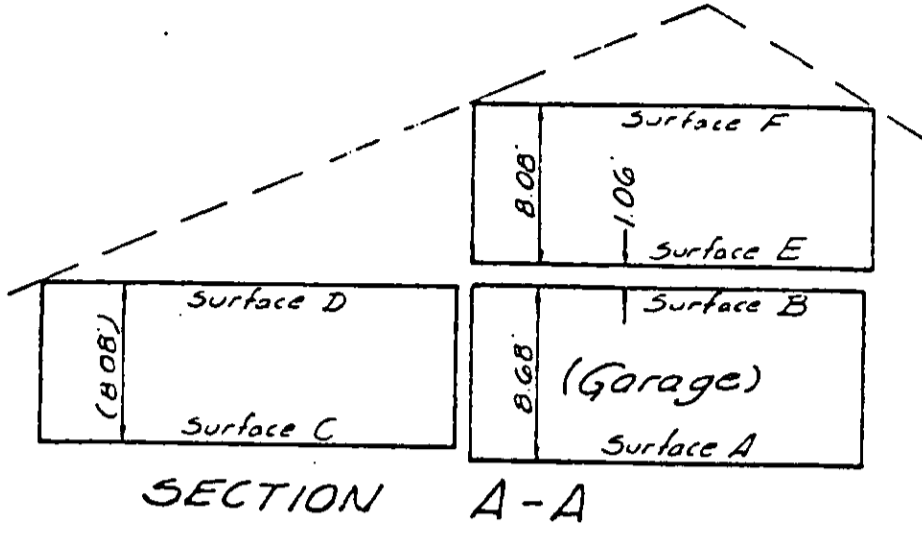 Surface F
8.08'
1.06'
Surface E
Surface D
Surface B
(8.08')
8.68'
(Garage)
Surface C
Surface A
SECTION A-A